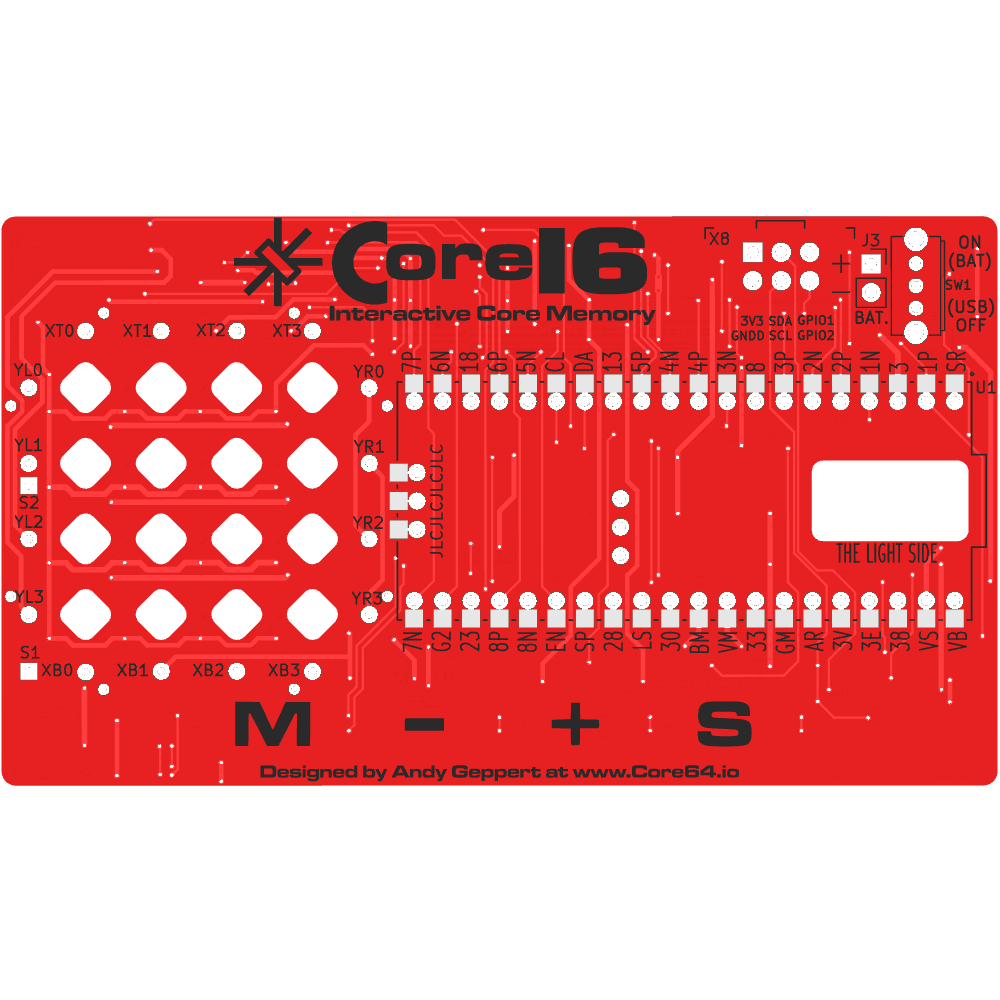 Core16
Interactive Core Memory
X8
J3
ON
(BAT)
SW1
(USB)
OFF
+
−
BAT.
3V3 SDA GPIO1
GNDD SCL GPIO2
XT0 XT1 XT2 XT3
YL0 YR0
7P 6N 18 6P 5N CL DA 13 5P 4N 4P 3N 8 3P 2N 2P 1N 3 1P SR
U1
YL1 YR1
S2
JLCJLCJLCJLC
YL2 YR2
THE LIGHT SIDE
YL3 YR3
7N G2 23 8P 8N EN SP 28 LS 30 BM VM 33 GM AR 3V 3E 38 VS VB
S1
XB0 XB1 XB2 XB3
M − + S
Designed by Andy Geppert at www.Core64.io